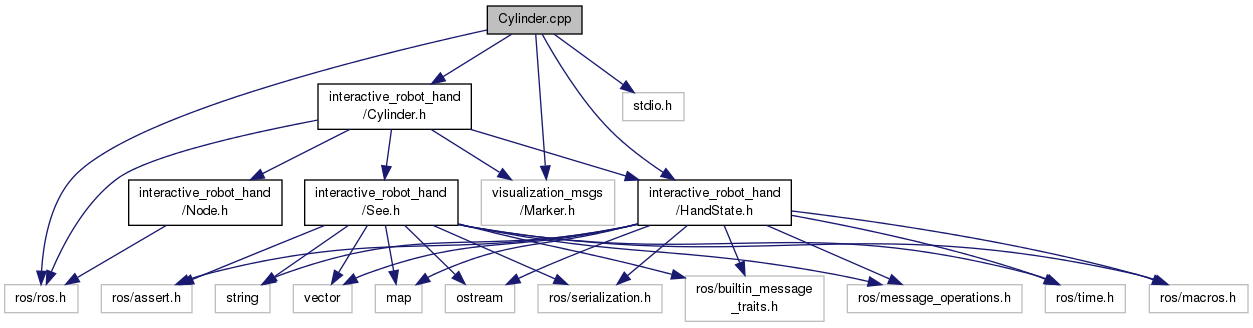 Cylinder.cpp
interactive_robot_hand
/Cylinder.h
stdio.h
interactive_robot_hand
/Node.h
interactive_robot_hand
/See.h
visualization_msgs
/Marker.h
interactive_robot_hand
/HandState.h
ros/ros.h
ros/assert.h
string
vector
map
ostream
ros/serialization.h
ros/builtin_message
_traits.h
ros/message_operations.h
ros/time.h
ros/macros.h